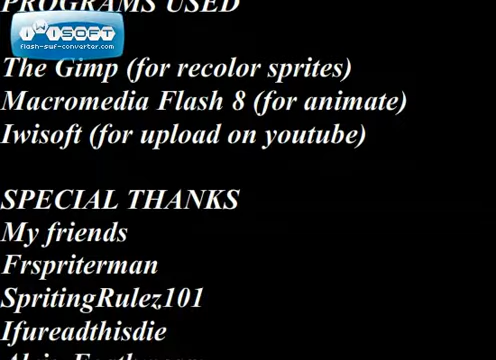 PROGRAMS USED
iWiSOFT
flash-swf-converter.com
The Gimp (for recolor sprites)
Macromedia Flash 8 (for animate)
Iwisoft (for upload on youtube)
SPECIAL THANKS
My friends
Frspriterman
SpritingRulez101
Ifureadthisdie